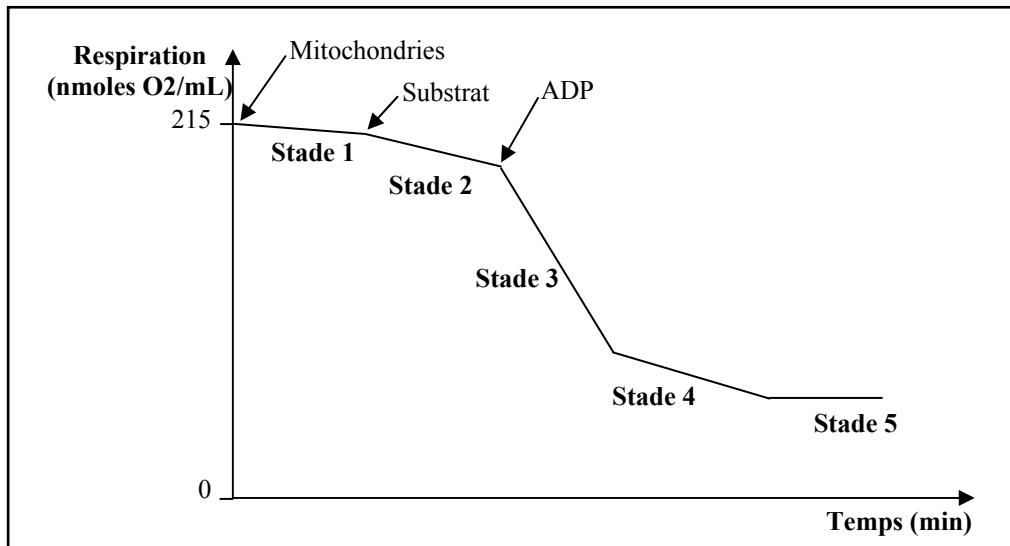 Respiration
(nmoles O2/mL)
Mitochondries
Substrat
ADP
215
Stade 1
Stade 2
Stade 3
Stade 4
Stade 5
0
Temps (min)